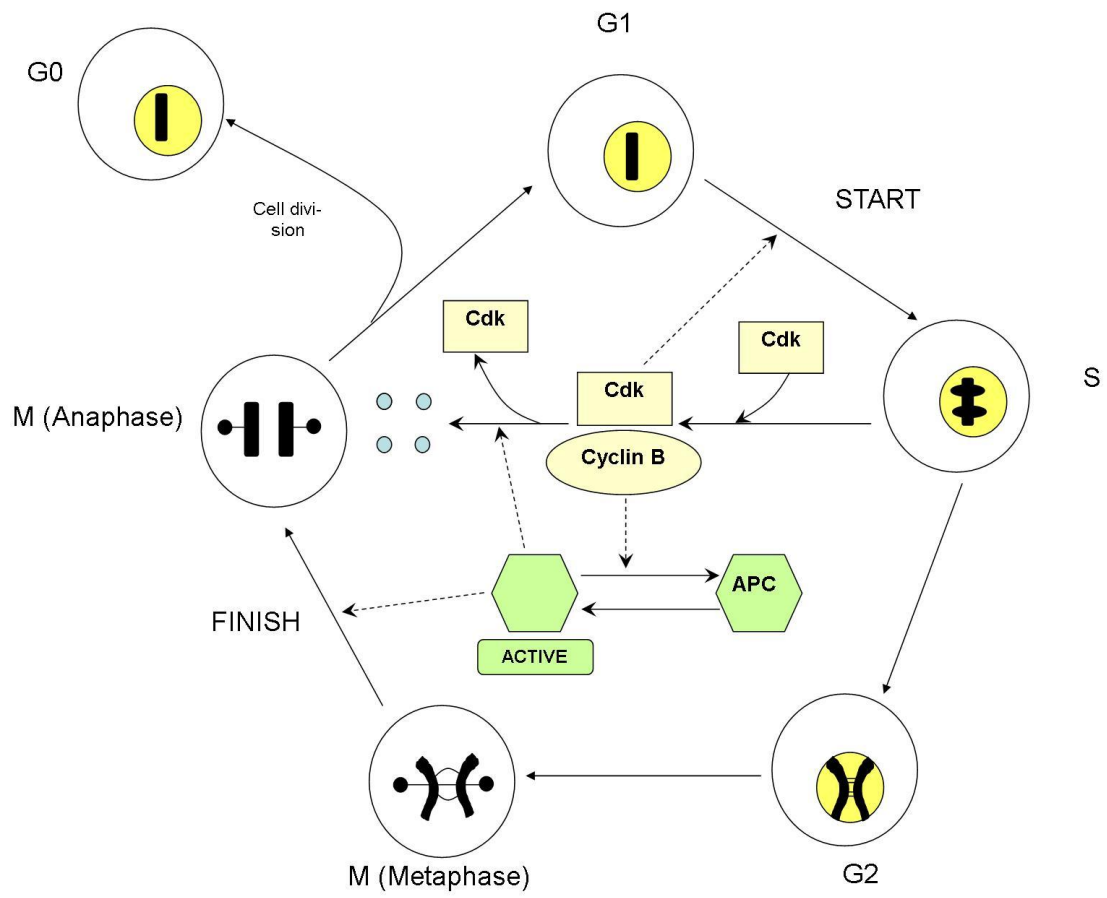 G1
G0
START
Cell divi-
sion
Cdk
Cdk
Cdk
S
M (Anaphase)
Cyclin B
APC
FINISH
ACTIVE
M (Metaphase)
G2